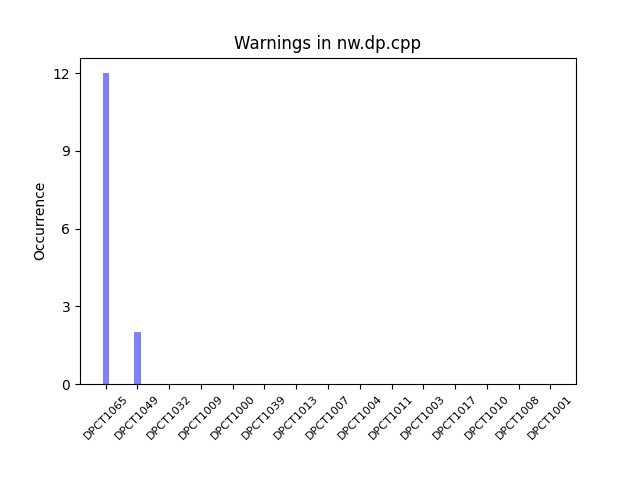 Warnings in nw.dp.cpp
12
9
6
3
0
Occurrence
DPCT1065
DPCT1049
DPCT1032
DPCT1009
DPCT1000
DPCT1039
DPCT1013
DPCT1007
DPCT1004
DPCT1011
DPCT1003
DPCT1017
DPCT1010
DPCT1008
DPCT1001